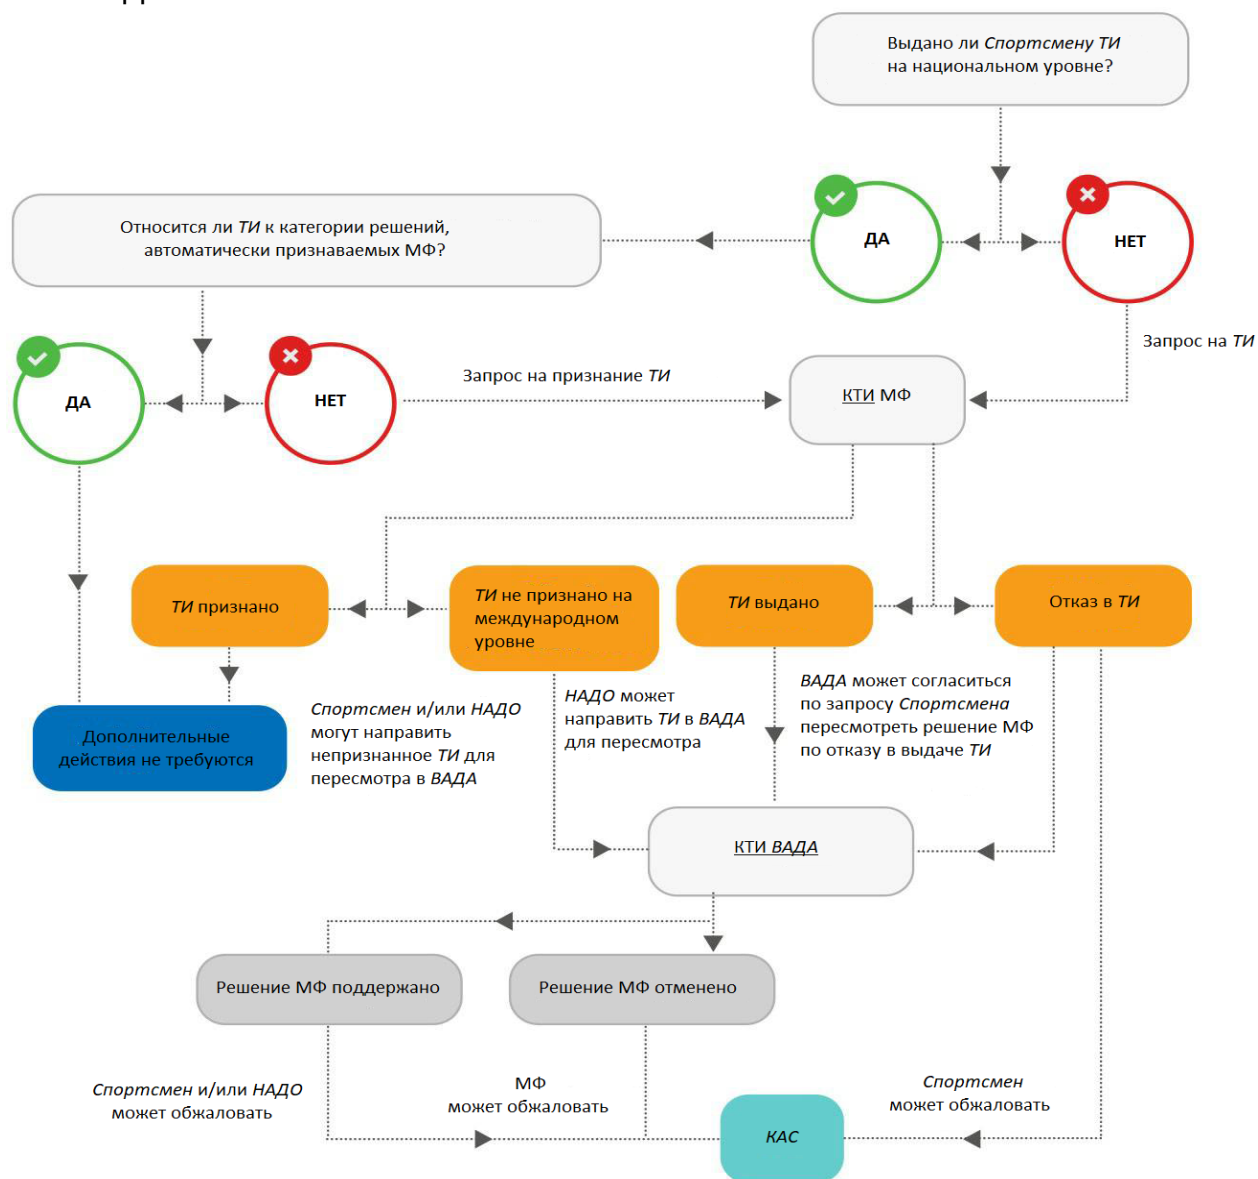 Выдано ли Спортсмену ТИ
на национальном уровне?
ДА
НЕТ
Относится ли ТИ к категории решений,
автоматически признаваемых МФ?
Запрос на ТИ
ДА
НЕТ
Запрос на признание ТИ
КТИ МФ
ТИ признано
ТИ не признано на
международном
уровне
ТИ выдано
Отказ в ТИ
Дополнительные
действия не требуются
Спортсмен и/или НАДО
могут направить
непризнанное ТИ для
пересмотра в ВАДА
НАДО может
направить ТИ в ВАДА
для пересмотра
ВАДА может согласиться
по запросу Спортсмена
пересмотреть решение МФ
по отказу в выдаче ТИ
КТИ ВАДА
Решение МФ поддержано
Решение МФ отменено
Спортсмен и/или НАДО
может обжаловать
МФ
может обжаловать
Спортсмен
может обжаловать
КАС